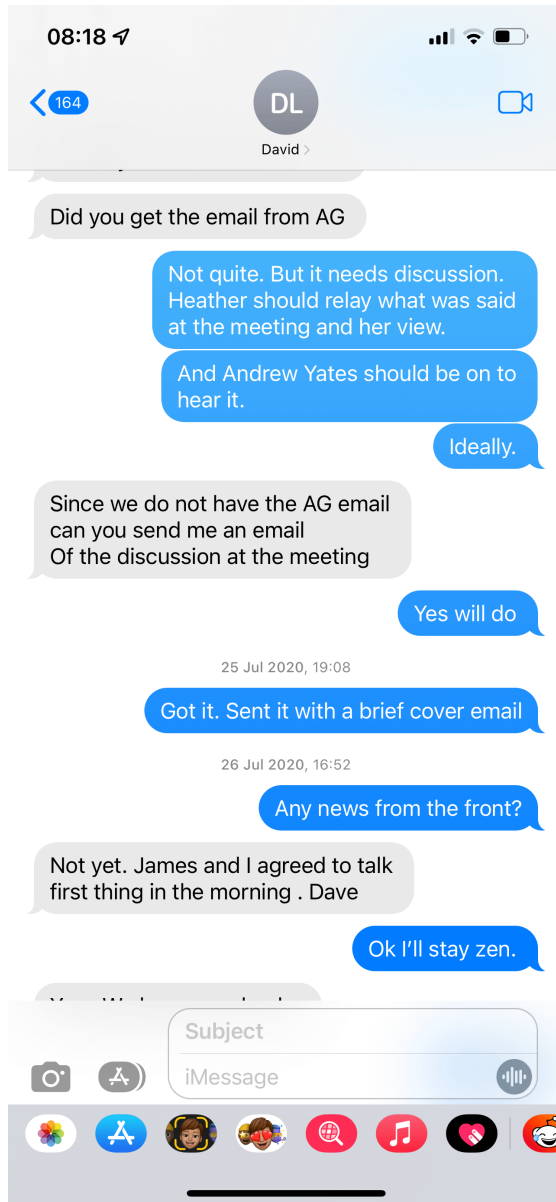 08:18
164
DL
David
Did you get the email from AG
Not quite. But it needs discussion.
Heather should relay what was said
at the meeting and her view.
And Andrew Yates should be on to
hear it.
Ideally.
Since we do not have the AG email
can you send me an email
Of the discussion at the meeting
Yes will do
25 Jul 2020, 19:08
Got it. Sent it with a brief cover email
26 Jul 2020, 16:52
Any news from the front?
Not yet. James and I agreed to talk
first thing in the morning . Dave
Ok I’ll stay zen.
Subject
iMessage